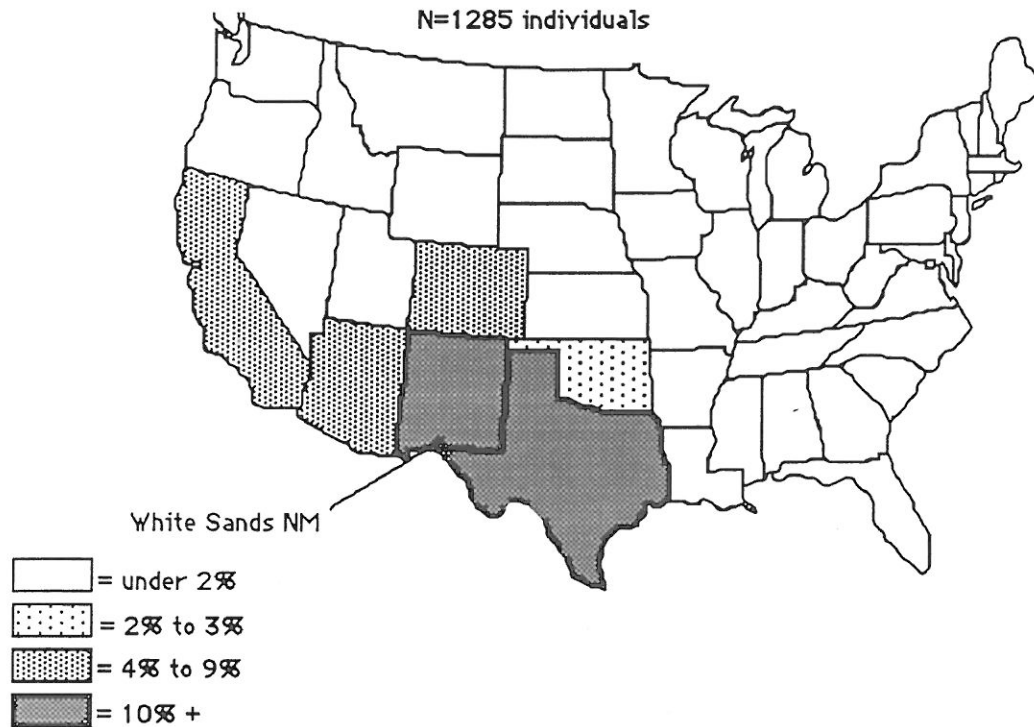 N=1285 individuals
White Sands NM
= under 2%
= 2% to 3%
= 4% to 9%
= 10% +